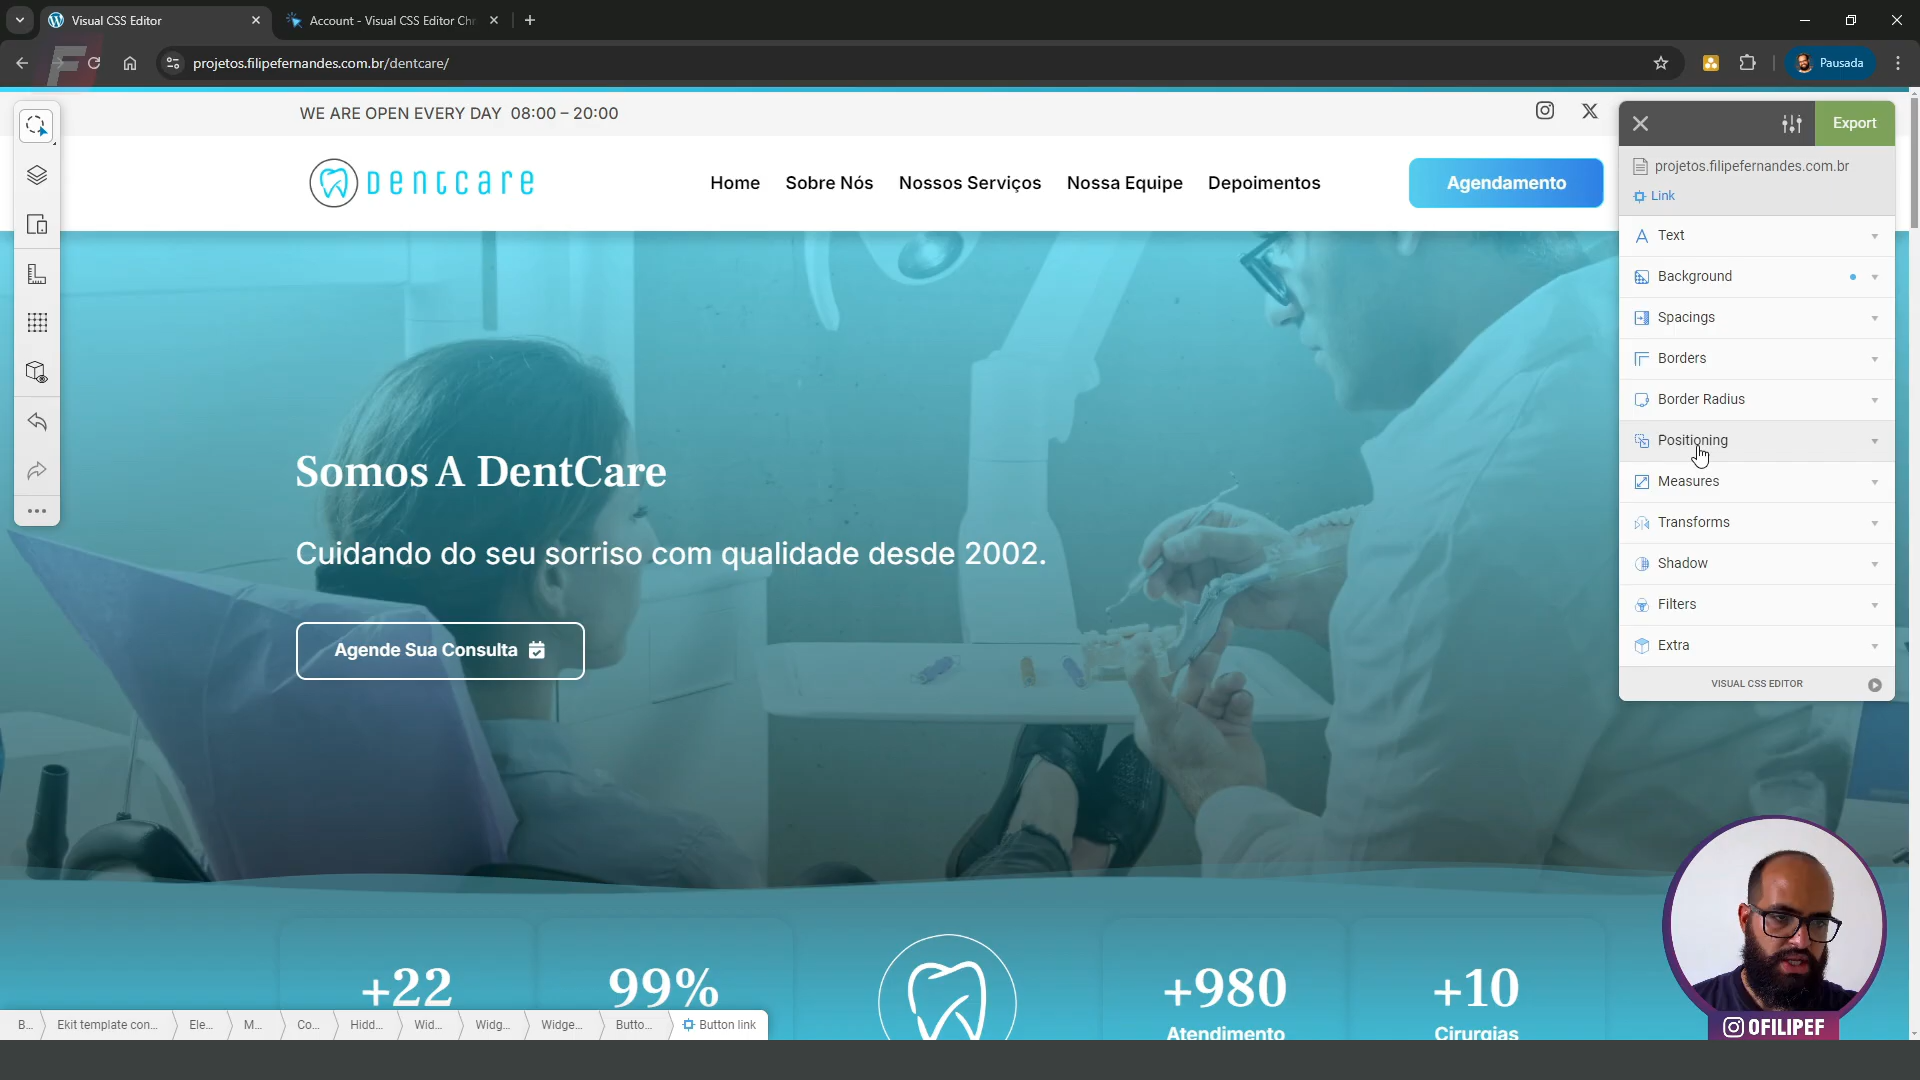 Visual CSS Editor
Account - Visual CSS Editor Chr
projetos.filipefernandes.com.br/dentcare/
Pausada
WE ARE OPEN EVERY DAY 08:00 – 20:00
Dentcare
Home
Sobre Nós
Nossos Serviços
Nossa Equipe
Depoimentos
Agendamento
Export
projetos.filipefernandes.com.br
Link
Text
Background
Spacings
Borders
Border Radius
Positioning
Measures
Transforms
Shadow
Filters
Extra
VISUAL CSS EDITOR
Somos A DentCare
Cuidando do seu sorriso com qualidade desde 2002.
Agende Sua Consulta
+22
99%
+980
+10
Atendimento
Cirurgias
B...
Ekit template con...
Ele...
M...
Co...
Hidd...
Wid...
Widg...
Widge...
Butto...
Button link
OFILIPEF